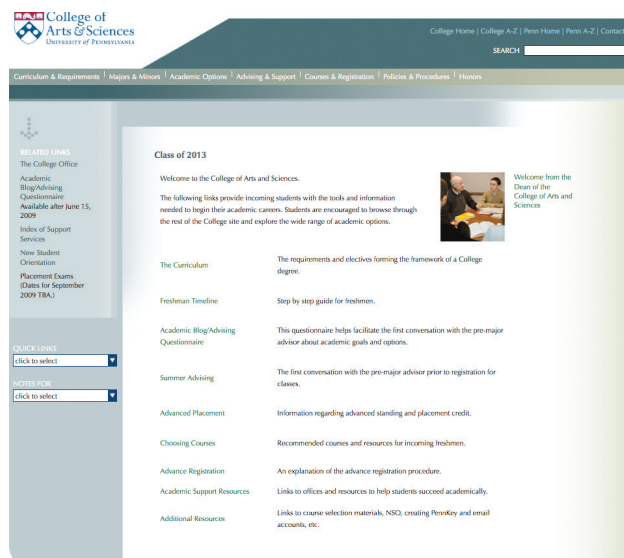 College of
Arts & Sciences
UNIVERSITY of PENNSYLVANIA
College Home | College A-Z | Penn Home | Penn A-Z | Contact
SEARCH
Curriculum & Requirements | Majors & Minors | Academic Options | Advising & Support | Courses & Registration | Policies & Procedures | Honors
RELATED LINKS
The College Office
Academic
Blog/Advising
Questionnaire
Available after June 15,
2009
Index of Support
Services
New Student
Orientation
Placement Exams
(Dates for September
2009 TBA.)
QUICK LINKS
click to select
NOTES FOR
click to select
Class of 2013
Welcome to the College of Arts and Sciences.
The following links provide incoming students with the tools and information
needed to begin their academic careers. Students are encouraged to browse through
the rest of the College site and explore the wide range of academic options.
Welcome from the
Dean of the
College of Arts and
Sciences
The Curriculum
The requirements and electives forming the framework of a College
degree.
Freshman Timeline
Step by step guide for freshmen.
Academic Blog/Advising
Questionnaire
This questionnaire helps facilitate the first conversation with the pre-major
advisor about academic goals and options.
Summer Advising
The first conversation with the pre-major advisor prior to registration for
classes.
Advanced Placement
Information regarding advanced standing and placement credit.
Choosing Courses
Recommended courses and resources for incoming freshmen.
Advance Registration
An explanation of the advance registration procedure.
Academic Support Resources
Links to offices and resources to help students succeed academically.
Additional Resources
Links to course selection materials, NSO, creating PennKey and email
accounts, etc.